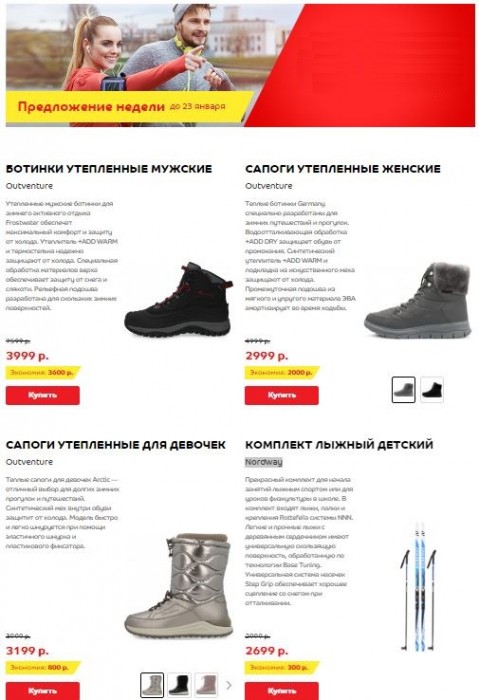 Предложение недели до 23 января
БОТИНКИ УТЕПЛЕННЫЕ МУЖСКИЕ
Outventure
Утепленные мужские ботинки для
зимнего активного отдыха
Frostwater обеспечат
максимальный комфорт и защиту
от холода. Утеплитель +ADD WARM
и термостелька надежно
защищают от холода. Специальная
обработка материалов верха
обеспечивает защиту от снега и
слякоти. Рельефная подошва
разработана для скользких зимних
поверхностей.
7599 р.
3999 р.
Экономия: 3600 р.
Купить
САПОГИ УТЕПЛЕННЫЕ ЖЕНСКИЕ
Outventure
Теплые ботинки Germany
специально разработаны для
зимних путешествий и прогулок.
Водоотталкивающая обработка
+ADD DRY защищает обувь от
промокания. Синтетический
утеплитель +ADD WARM и
подкладка из искусственного меха
защищают от холода.
Промежуточная подошва из
мягкого и упругого материала ЭВА
амортизирует во время ходьбы.
4999 р.
2999 р.
Экономия: 2000 р.
Купить
САПОГИ УТЕПЛЕННЫЕ ДЛЯ ДЕВОЧЕК
Outventure
Теплые сапоги для девочек Arctic —
отличный выбор для долгих зимних
прогулок и путешествий.
Синтетический мех внутри обуви
защитит от холода. Модель быстро
и легко шнуруется при помощи
эластичного шнурка и
пластикового фиксатора.
3999 р.
3199 р.
Экономия: 800 р.
Купить
КОМПЛЕКТ ЛЫЖНЫЙ ДЕТСКИЙ
Nordway
Прекрасный комплект для начала
занятий лыжным спортом или для
уроков физкультуры в школе. В
комплект входят лыжи, палки и
крепления Rottefella системы NNN.
Легкие и прочные лыжи с
деревянным сердечником имеют
универсальную скользящую
поверхность, обработанную по
технологии Base Tuning.
Универсальная система насечек
Step Grip обеспечивает хорошее
сцепление со снегом при
отталкивании.
2999 р.
2699 р.
Экономия: 300 р.
Купить